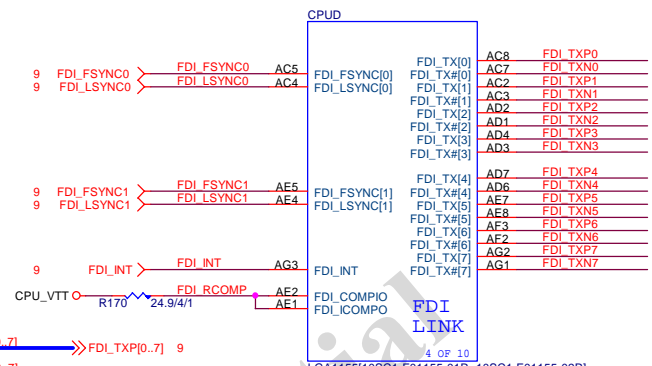 CPUD
9 FDI_FSYNC0 FDI_FSYNC0 AC5 FDI_FSYNC[0]
9 FDI_LSYNC0 FDI_LSYNC0 AC4 FDI_LSYNC[0]
FDI_TX[0] AC8 FDI_TXP0
FDI_TX#[0] AC7 FDI_TXN0
FDI_TX[1] AC2 FDI_TXP1
FDI_TX#[1] AC3 FDI_TXN1
FDI_TX[2] AD2 FDI_TXP2
FDI_TX#[2] AD1 FDI_TXN2
FDI_TX[3] AD4 FDI_TXP3
FDI_TX#[3] AD3 FDI_TXN3
9 FDI_FSYNC1 FDI_FSYNC1 AE5 FDI_FSYNC[1]
9 FDI_LSYNC1 FDI_LSYNC1 AE4 FDI_LSYNC[1]
FDI_TX[4] AD7 FDI_TXP4
FDI_TX#[4] AD6 FDI_TXN4
FDI_TX[5] AE7 FDI_TXP5
FDI_TX#[5] AE8 FDI_TXN5
FDI_TX[6] AF3 FDI_TXP6
FDI_TX#[6] AF2 FDI_TXN6
FDI_TX[7] AG2 FDI_TXP7
FDI_TX#[7] AG1 FDI_TXN7
9 FDI_INT FDI_INT AG3 FDI_INT
CPU_VTT R170 24.9/4/1 FDI_RCOMP AE2 FDI_COMPIO
AE1 FDI_ICOMPO
FDI
LINK
4 OF 10
FDI_TXP[0..7] 9